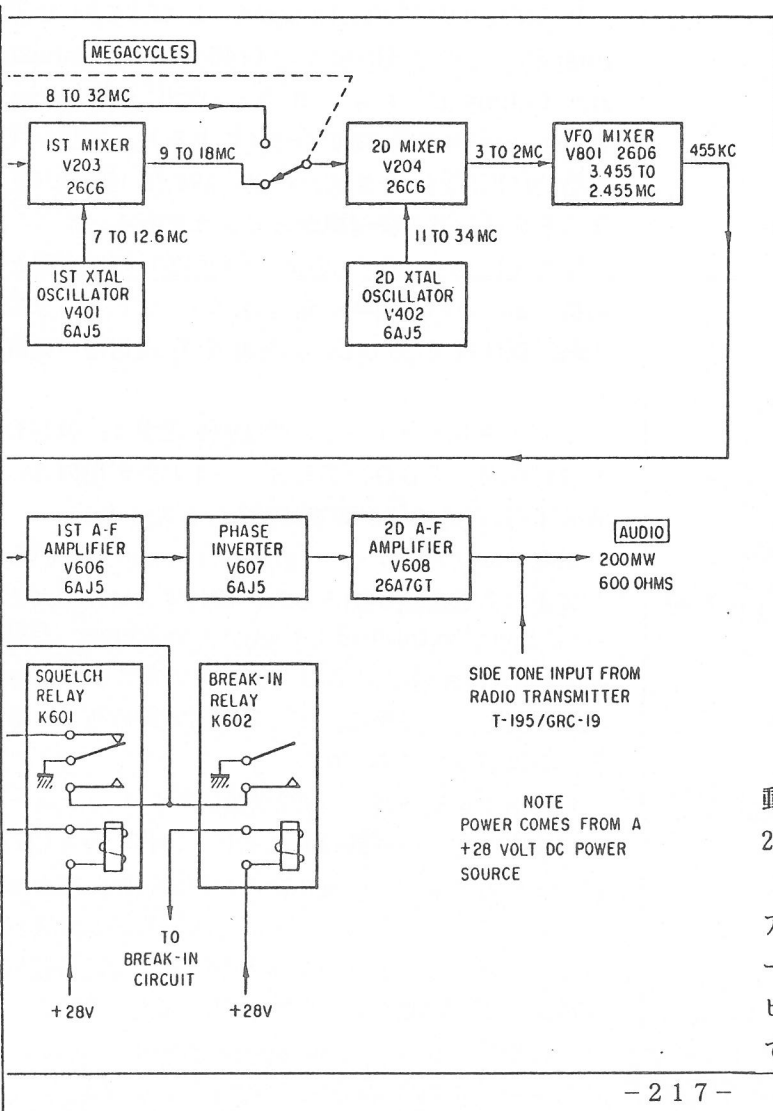 MEGACYCLES
8 TO 32MC
1ST MIXER
V203
26C6
9 TO 18MC
2D MIXER
V204
26C6
3 TO 2MC
VFO MIXER
V801 26D6
3.455 TO
2.455MC
455KC
7 TO 12.6MC
11 TO 34MC
1ST XTAL
OSCILLATOR
V401
6AJ5
2D XTAL
OSCILLATOR
V402
6AJ5
1ST A-F
AMPLIFIER
V606
6AJ5
PHASE
INVERTER
V607
6AJ5
2D A-F
AMPLIFIER
V608
26A7GT
AUDIO
200MW
600 OHMS
SQUELCH
RELAY
K601
BREAK-IN
RELAY
K602
SIDE TONE INPUT FROM
RADIO TRANSMITTER
T-195/GRC-19
NOTE
POWER COMES FROM A
+28 VOLT DC POWER
SOURCE
TO
BREAK-IN
CIRCUIT
+28V
+28V
2
-217-